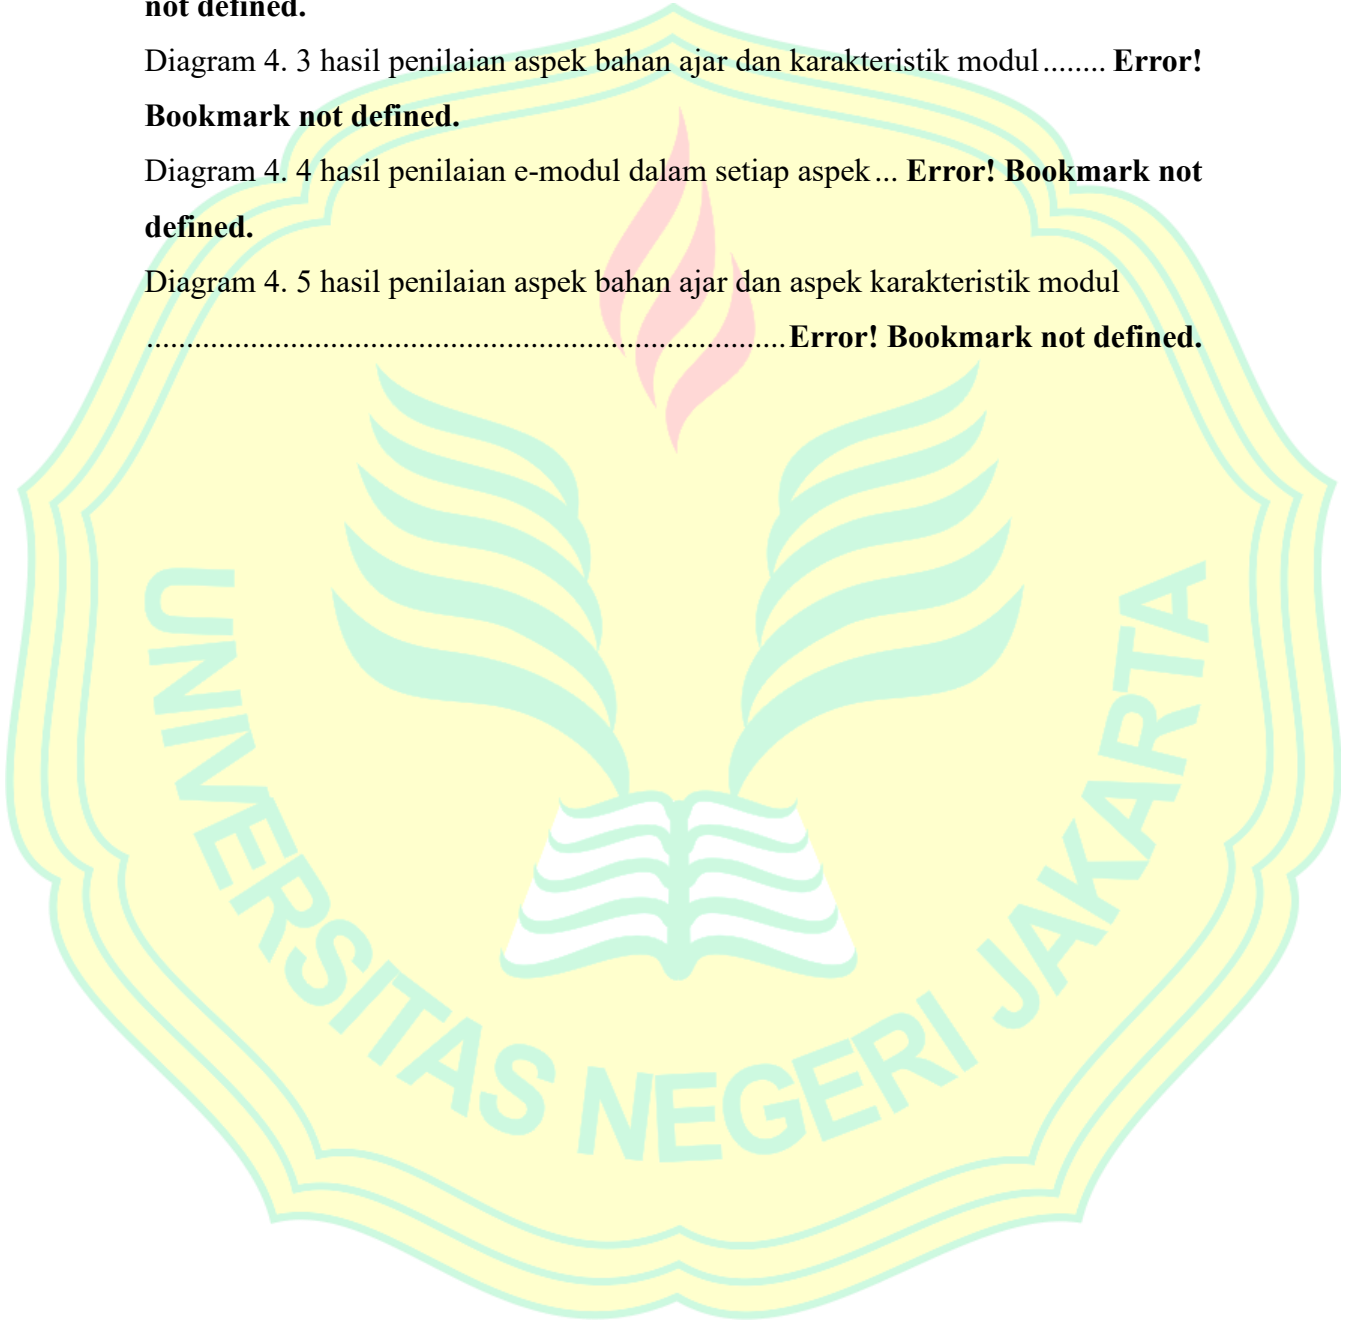 not defined.
Diagram 4. 3 hasil penilaian aspek bahan ajar dan karakteristik modul........ Error!
Bookmark not defined.
Diagram 4. 4 hasil penilaian e-modul dalam setiap aspek... Error! Bookmark not
defined.
Diagram 4. 5 hasil penilaian aspek bahan ajar dan aspek karakteristik modul
................................................................................Error! Bookmark not defined.
UNIVERSITAS NEGERI JAKARTA